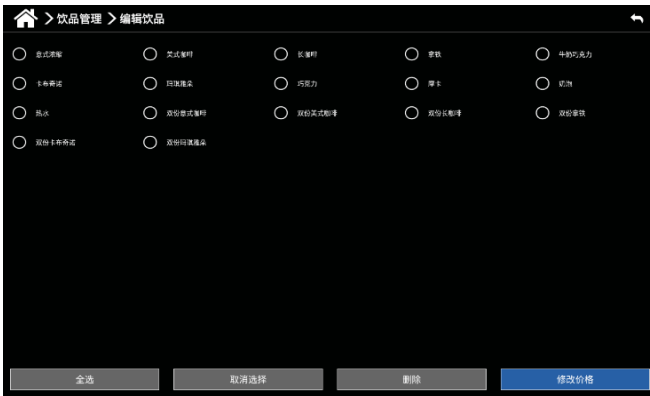 饮品管理 编辑饮品
意式浓缩 美式咖啡 长咖啡 拿铁 牛奶巧克力
卡布奇诺 玛琪雅朵 巧克力 摩卡 奶泡
热水 双份意式咖啡 双份美式咖啡 双份长咖啡 双份拿铁
双份卡布奇诺 双份玛琪雅朵
全选 取消选择 删除 修改价格